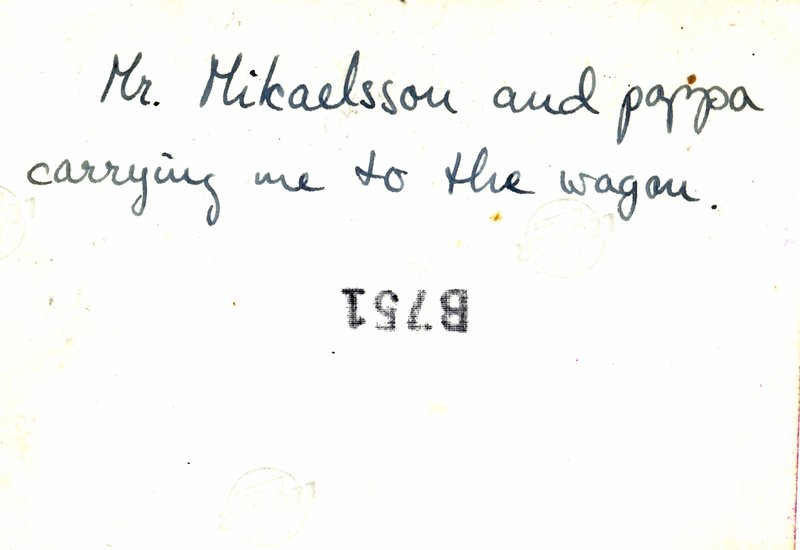 Mr. Mikaelsson and pappa
carrying me to the wagon.
B751